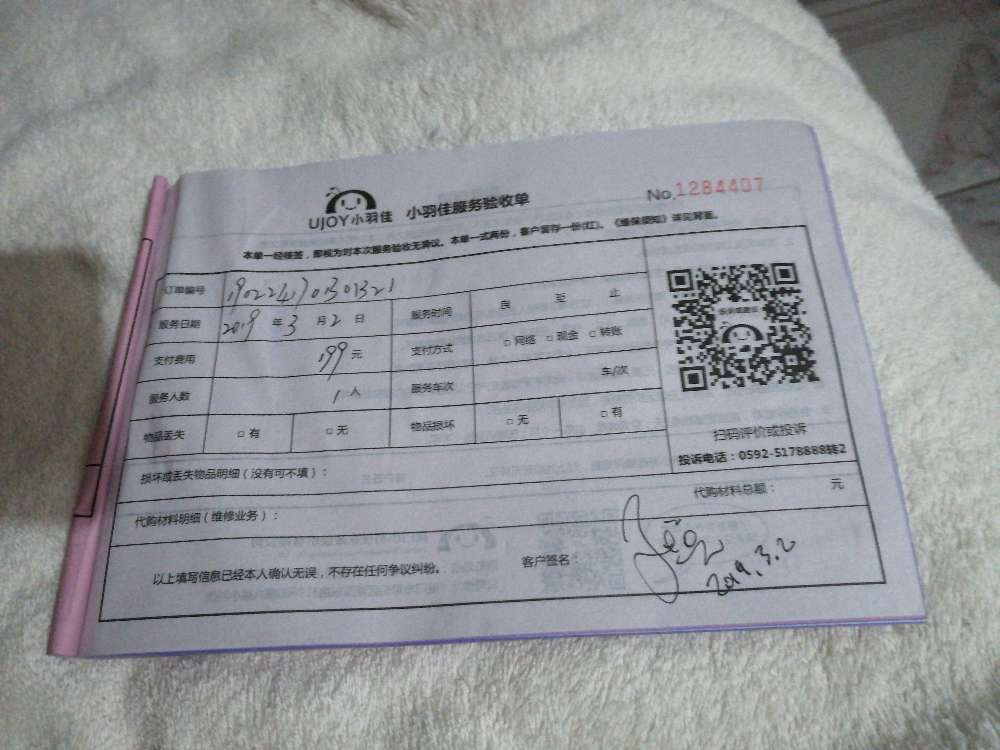 UJOY小羽佳 小羽佳服务验收单 No.1284407
本单一经核签，即视为对本次服务验收无异议。本单一式两份，客户留存一份(红)。《维保须知》详见背面。
订单编号
服务日期 2019 年 3 月 2 日 服务时间 自 至 止
支付费用 199 元 支付方式 □ 网络 □ 现金 □ 转账
服务人数 1 人 服务车次 车/次
物品丢失 □ 有 □ 无 物品损坏 □ 无 □ 有
扫码评价或投诉
投诉电话：0592-5178888转2
损坏或丢失物品明细（没有可不填）：
代购材料明细（维修业务）： 代购材料总额： 元
以上填写信息已经本人确认无误，不存在任何争议纠纷。 客户签名：
2019.3.2